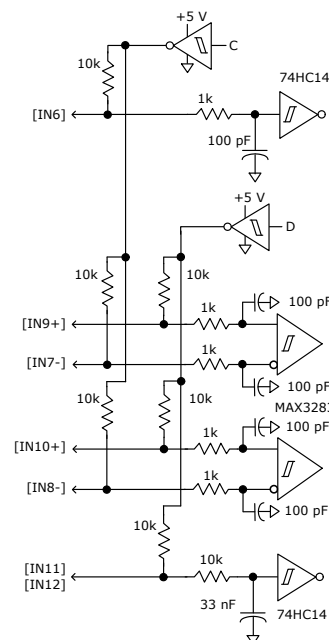 +5 V
C
10k
74HC14
1k
[IN6]
100 pF
+5 V
D
10k
10k
100 pF
[IN9+]
1k
[IN7-]
1k
100 pF
10k
10k
MAX3283
100 pF
[IN10+]
1k
[IN8-]
1k
100 pF
10k
[IN11]
10k
[IN12]
33 nF
74HC14